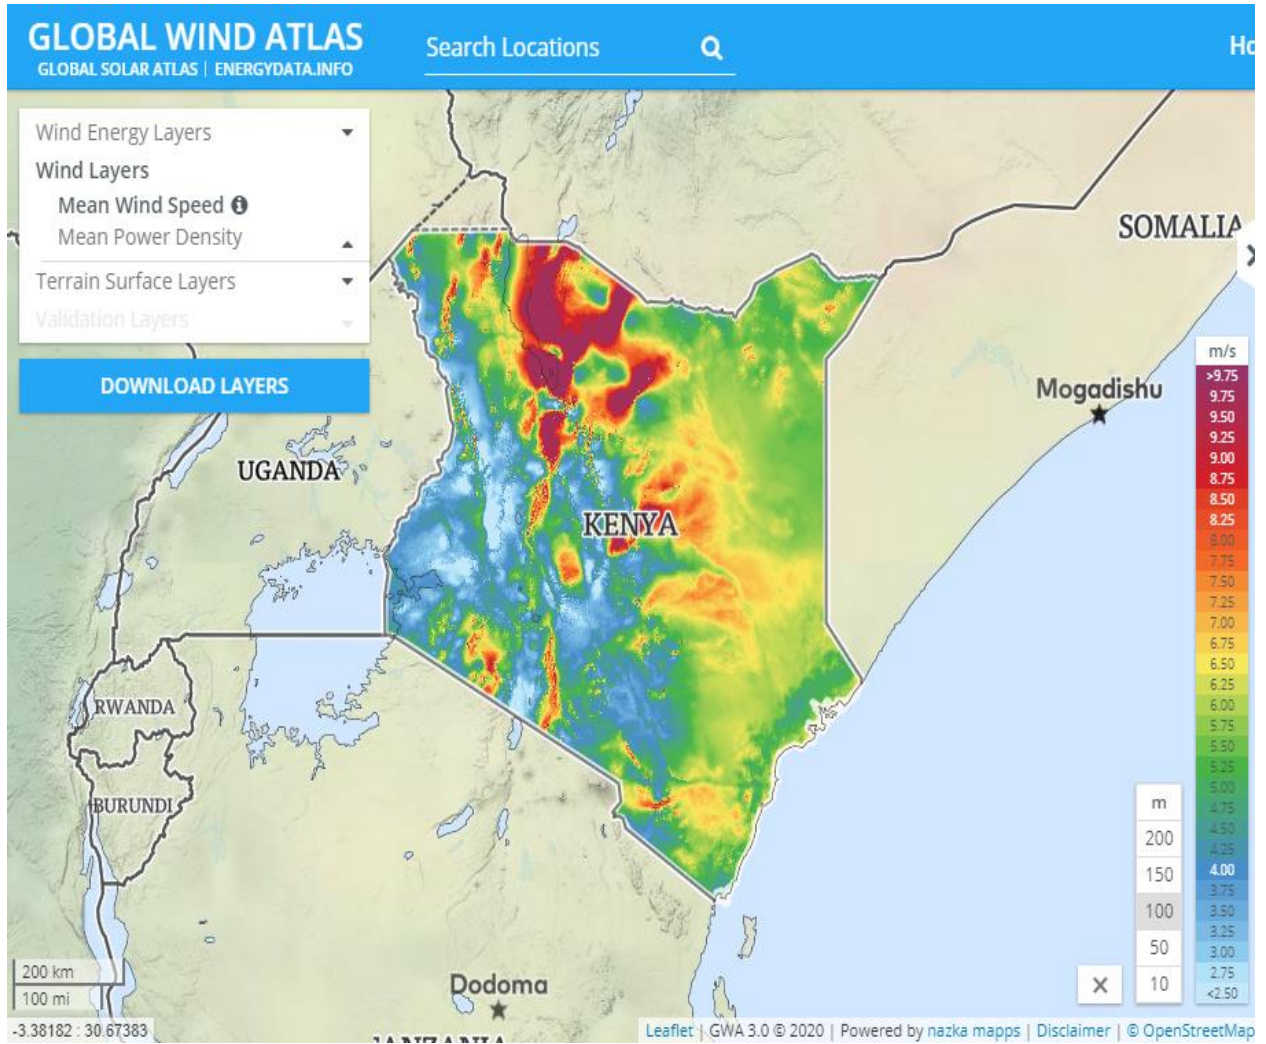 GLOBAL WIND ATLAS
GLOBAL SOLAR ATLAS | ENERGYDATA.INFO
Search Locations
Ho
Wind Energy Layers
Wind Layers
Mean Wind Speed
Mean Power Density
Terrain Surface Layers
Validation Layers
DOWNLOAD LAYERS
SOMALIA
Mogadishu
UGANDA
KENYA
RWANDA
BURUNDI
Dodoma
TANZANIA
m/s
>9.75
9.75
9.50
9.25
9.00
8.75
8.50
8.25
8.00
7.75
7.50
7.25
7.00
6.75
6.50
6.25
6.00
5.75
5.50
5.25
5.00
4.75
4.50
4.25
4.00
3.75
3.50
3.25
3.00
2.75
<2.50
m
200
150
100
50
10
200 km
100 mi
-3.38182 : 30.67383
Leaflet | GWA 3.0 © 2020 | Powered by nazka mapps | Disclaimer | © OpenStreetMap